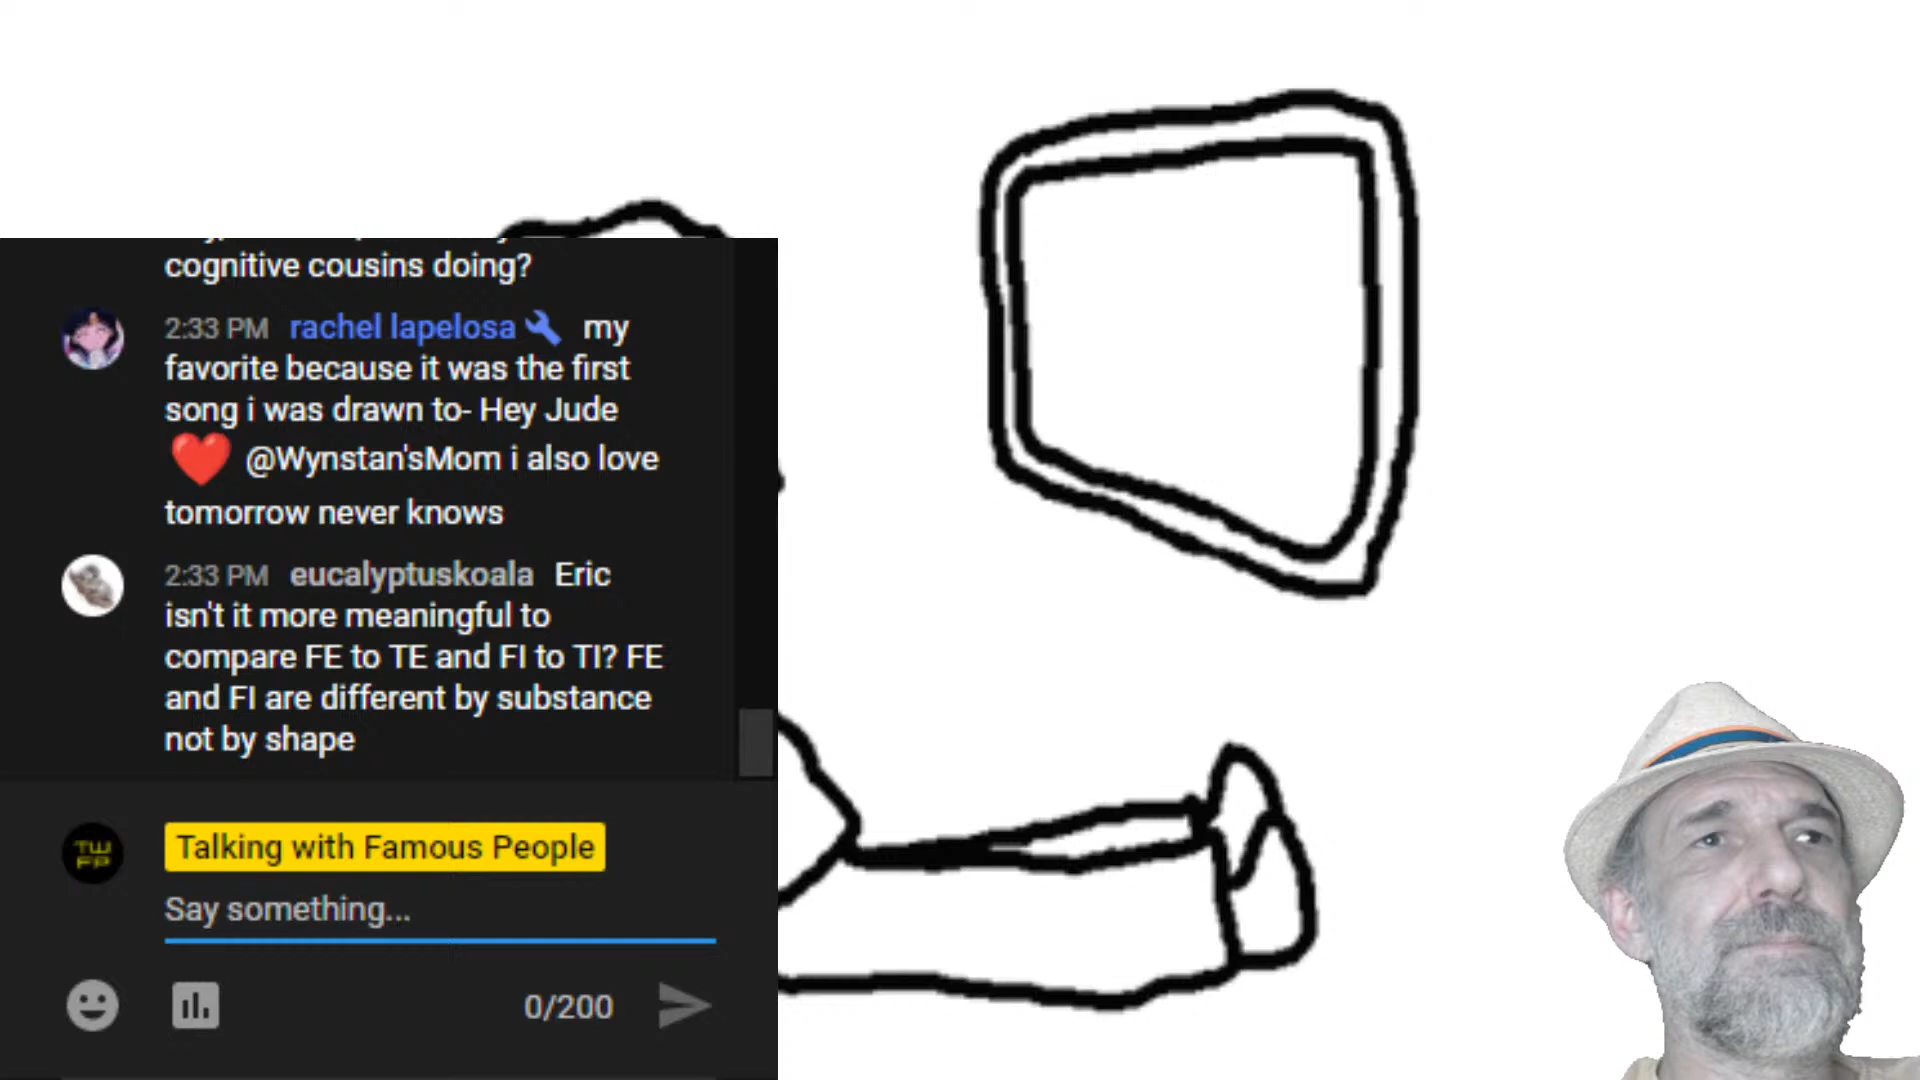 cognitive cousins doing?
2:33 PM rachel lapelosa my
favorite because it was the first
song i was drawn to- Hey Jude
@Wynstan'sMom i also love
tomorrow never knows
2:33 PM eucalyptuskoala Eric
isn't it more meaningful to
compare FE to TE and FI to TI? FE
and FI are different by substance
not by shape
TW
FP
Talking with Famous People
Say something...
0/200